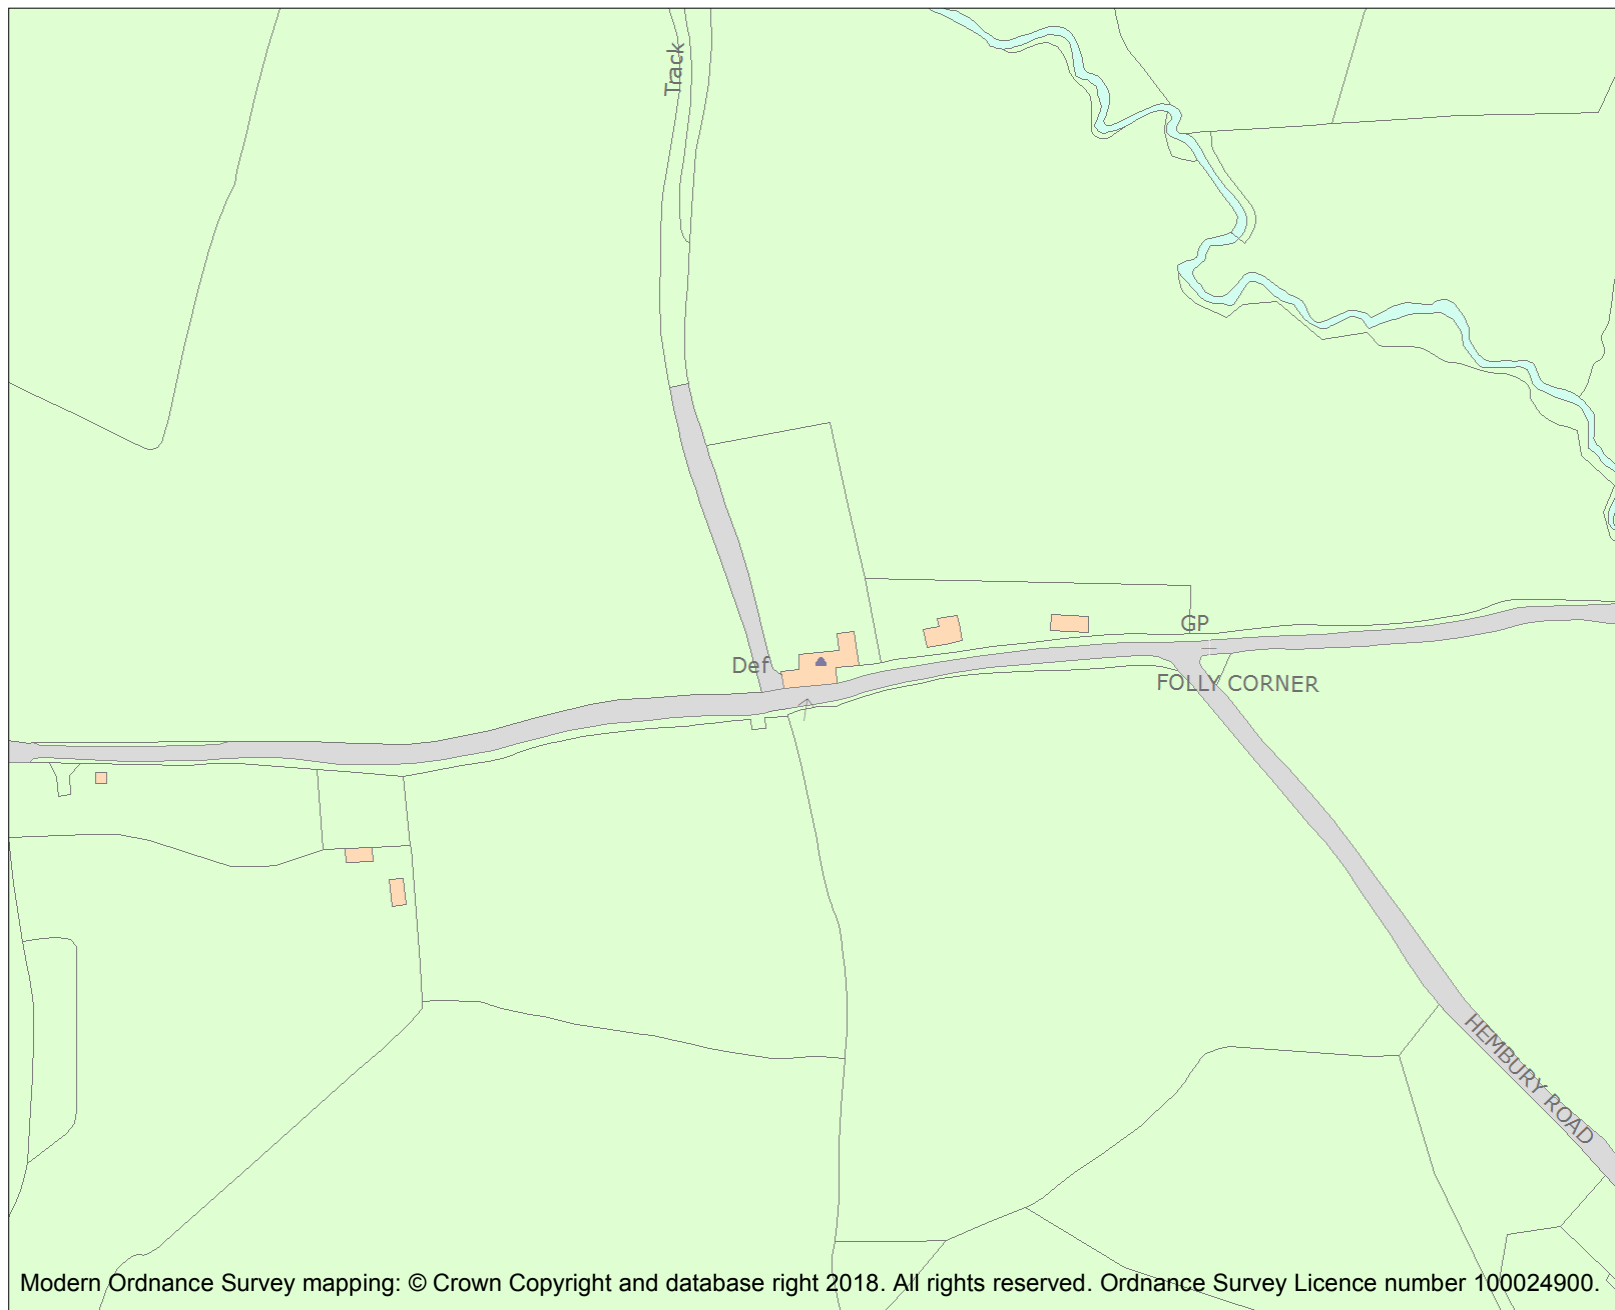 Track
GP
Def
FOLLY CORNER
HEMBURY ROAD
Modern Ordnance Survey mapping: © Crown Copyright and database right 2018. All rights reserved. Ordnance Survey Licence number 100024900.